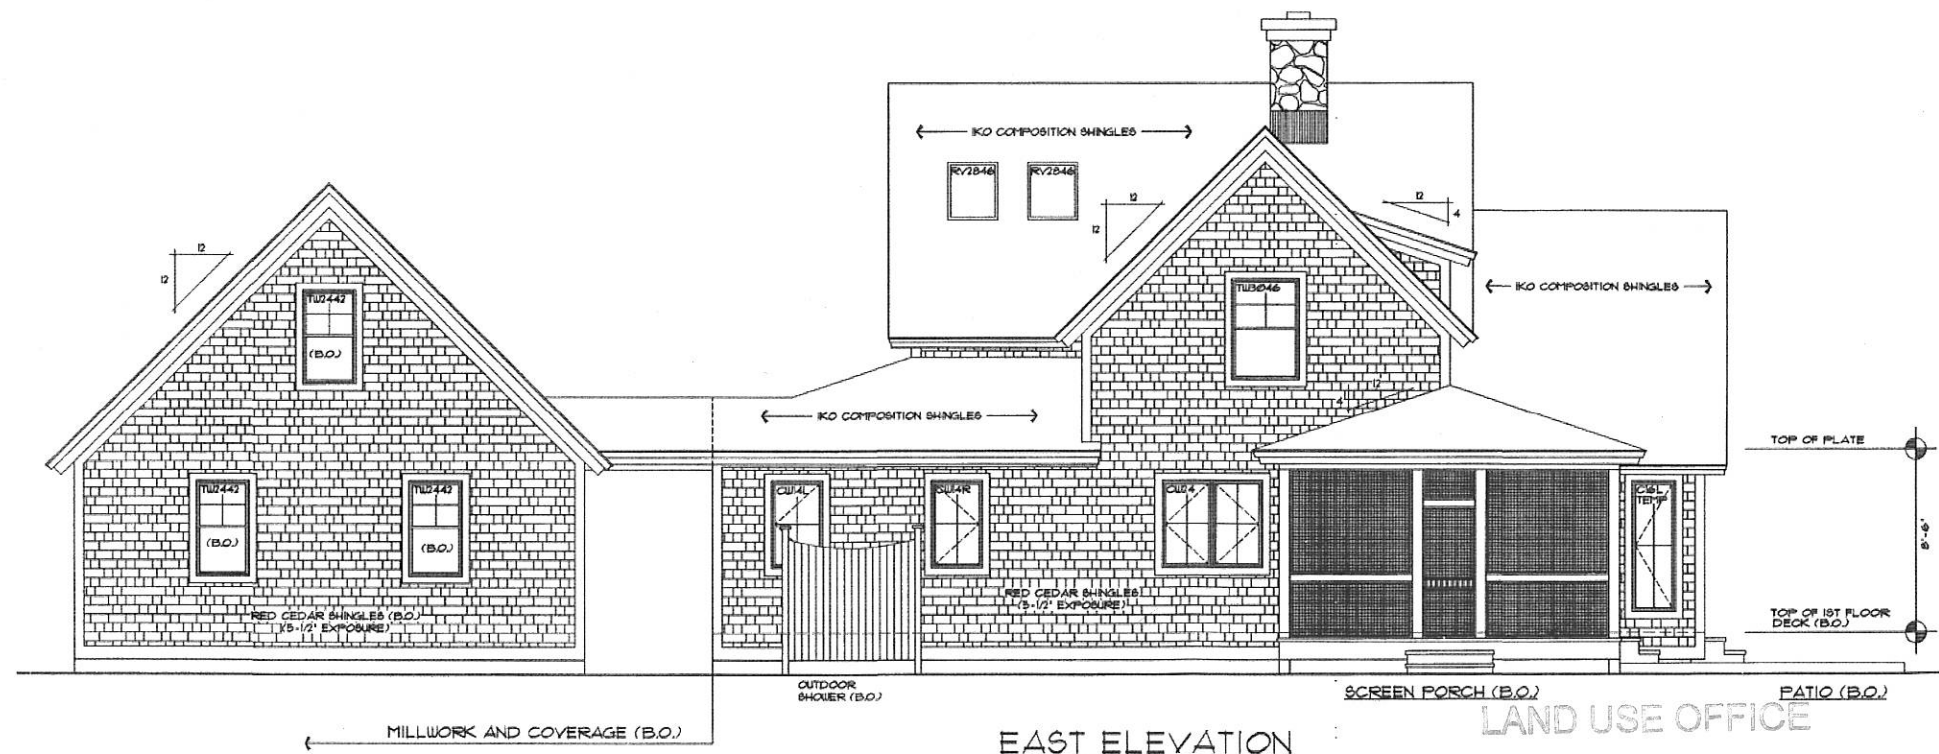 IKO COMPOSITION SHINGLES
RV2846
RV2846
12
12
12
4
12
12
TW2442
(B.O.)
TW3046
IKO COMPOSITION SHINGLES
12
4
IKO COMPOSITION SHINGLES
TOP OF PLATE
TW2442
(B.O.)
TW2442
(B.O.)
CW14L
CW14R
CW24
C16L
TEMP
8'-6"
RED CEDAR SHINGLES (B.O.)
(5-1/2" EXPOSURE)
RED CEDAR SHINGLES
(5-1/2" EXPOSURE)
TOP OF 1ST FLOOR
DECK (B.O.)
OUTDOOR
SHOWER (B.O.)
SCREEN PORCH (B.O.)
PATIO (B.O.)
MILLWORK AND COVERAGE (B.O.)
EAST ELEVATION
LAND USE OFFICE